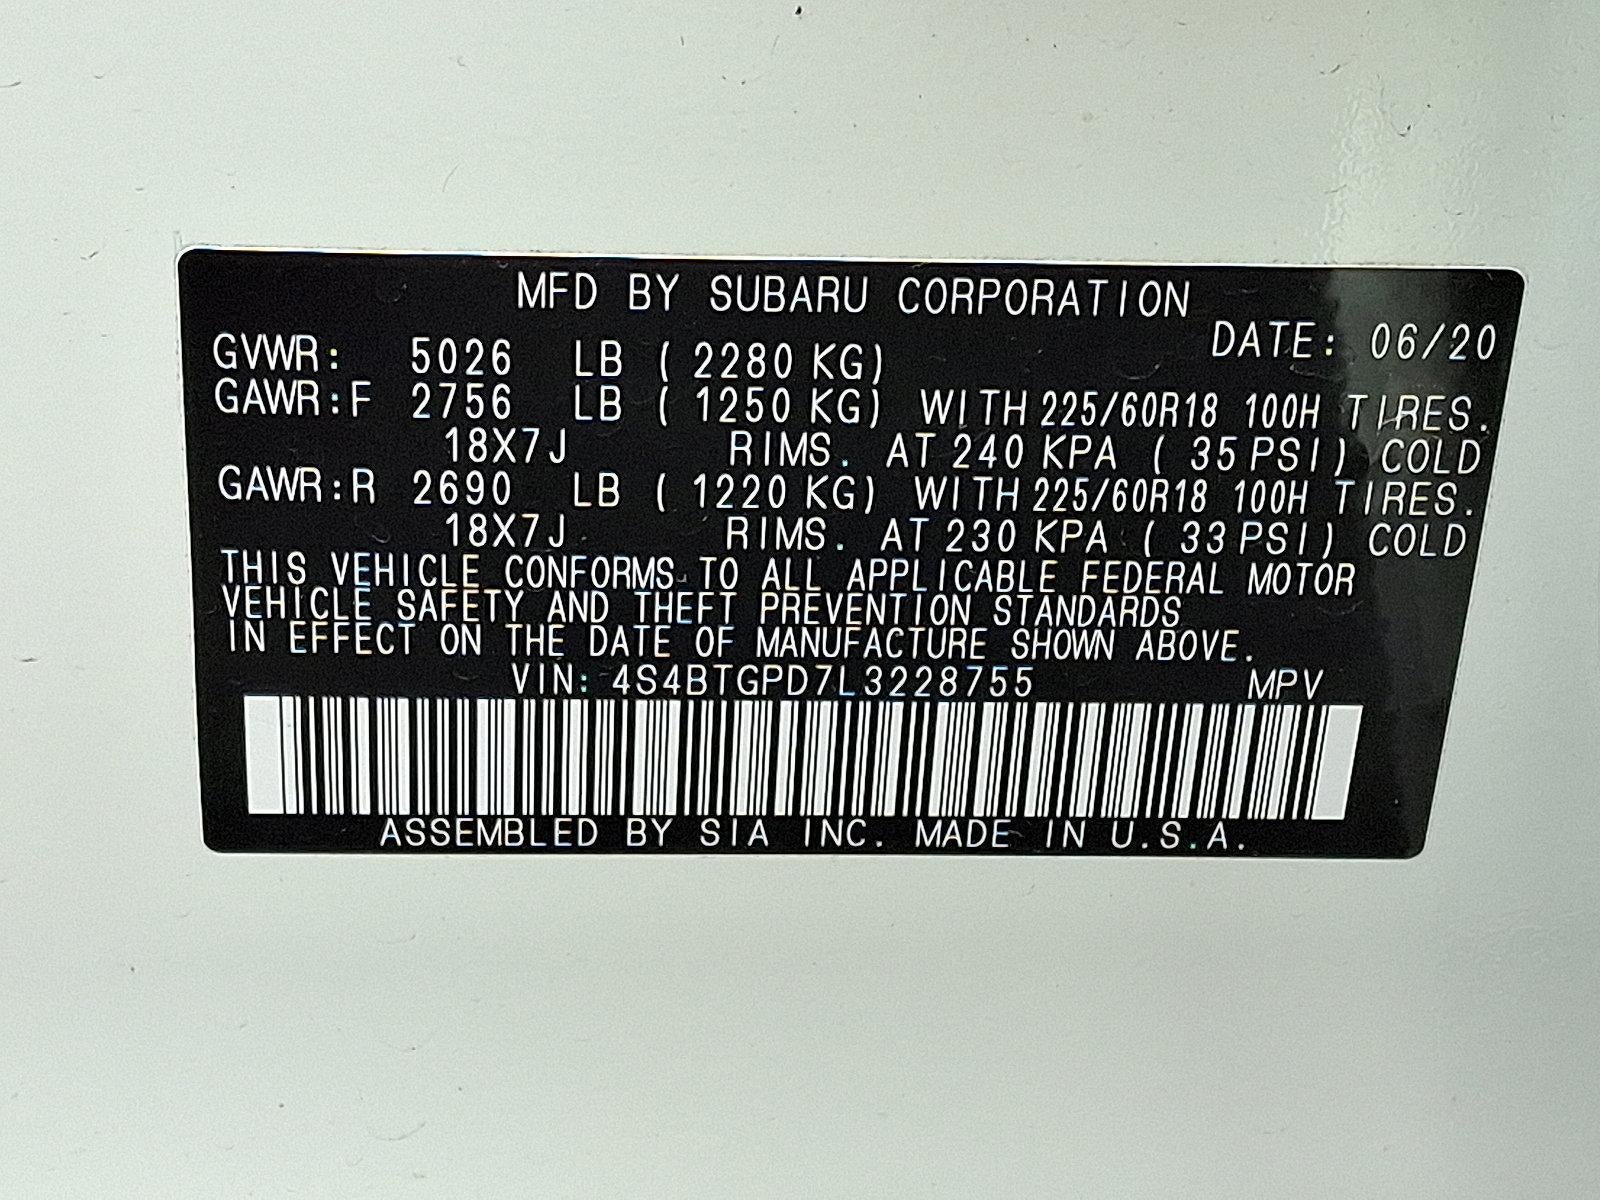 MFD BY SUBARU CORPORATION
DATE: 06/20
GVWR: 5026 LB ( 2280 KG)
GAWR:F 2756 LB ( 1250 KG) WITH 225/60R18 100H TIRES.
18X7J RIMS. AT 240 KPA ( 35 PSI) COLD
GAWR:R 2690 LB ( 1220 KG) WITH 225/60R18 100H TIRES.
18X7J RIMS. AT 230 KPA ( 33 PSI) COLD
THIS VEHICLE CONFORMS TO ALL APPLICABLE FEDERAL MOTOR
VEHICLE SAFETY AND THEFT PREVENTION STANDARDS
IN EFFECT ON THE DATE OF MANUFACTURE SHOWN ABOVE.
VIN: 4S4BTGPD7L3228755 MPV
ASSEMBLED BY SIA INC. MADE IN U.S.A.